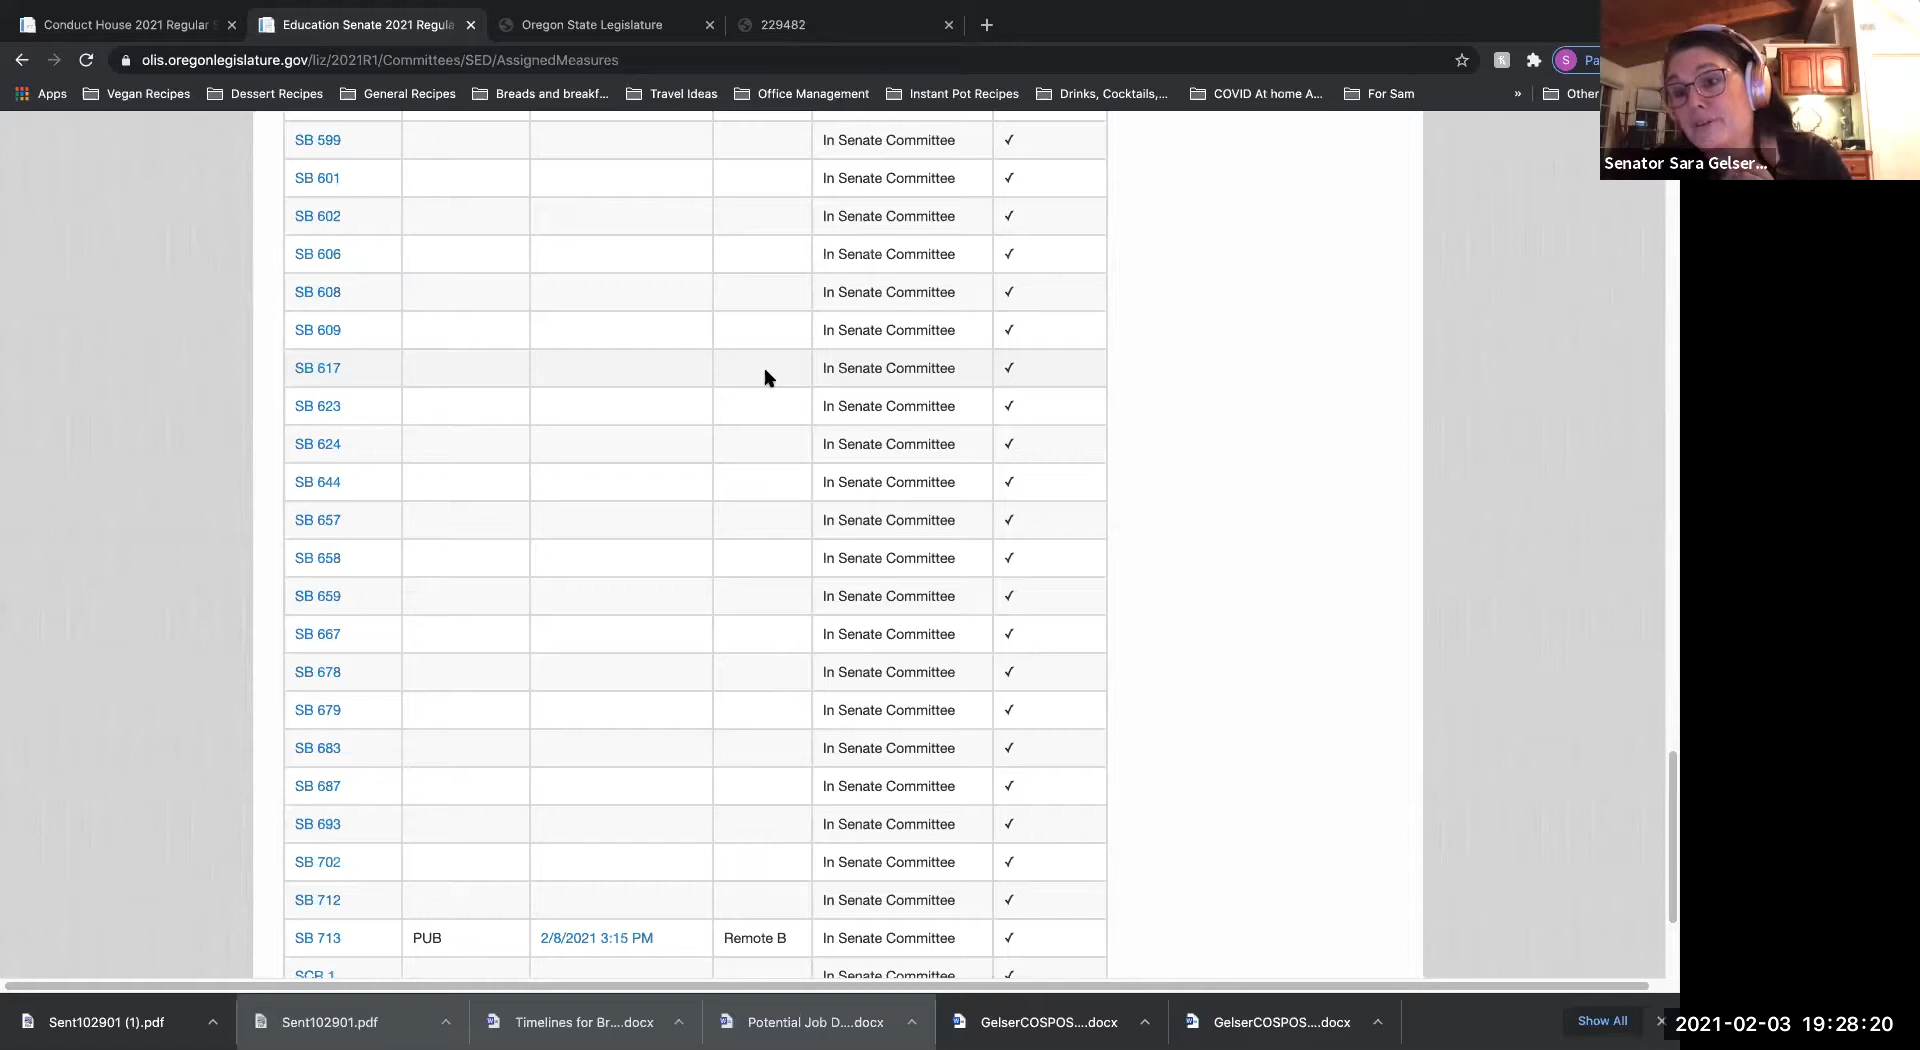 Conduct House 2021 Regular S
Education Senate 2021 Regula
Oregon State Legislature
229482
olis.oregonlegislature.gov/liz/2021R1/Committees/SED/AssignedMeasures
S Pa
Apps Vegan Recipes Dessert Recipes General Recipes Breads and breakf... Travel Ideas Office Management Instant Pot Recipes Drinks, Cocktails,... COVID At home A... For Sam » Other
Senator Sara Gelser...
SB 599 In Senate Committee ✓
SB 601 In Senate Committee ✓
SB 602 In Senate Committee ✓
SB 606 In Senate Committee ✓
SB 608 In Senate Committee ✓
SB 609 In Senate Committee ✓
SB 617 In Senate Committee ✓
SB 623 In Senate Committee ✓
SB 624 In Senate Committee ✓
SB 644 In Senate Committee ✓
SB 657 In Senate Committee ✓
SB 658 In Senate Committee ✓
SB 659 In Senate Committee ✓
SB 667 In Senate Committee ✓
SB 678 In Senate Committee ✓
SB 679 In Senate Committee ✓
SB 683 In Senate Committee ✓
SB 687 In Senate Committee ✓
SB 693 In Senate Committee ✓
SB 702 In Senate Committee ✓
SB 712 In Senate Committee ✓
SB 713 PUB 2/8/2021 3:15 PM Remote B In Senate Committee ✓
SCR 1 In Senate Committee ✓
Sent102901 (1).pdf Sent102901.pdf Timelines for Br....docx Potential Job D....docx GelserCOSPOS....docx GelserCOSPOS....docx Show All
2021-02-03 19:28:20